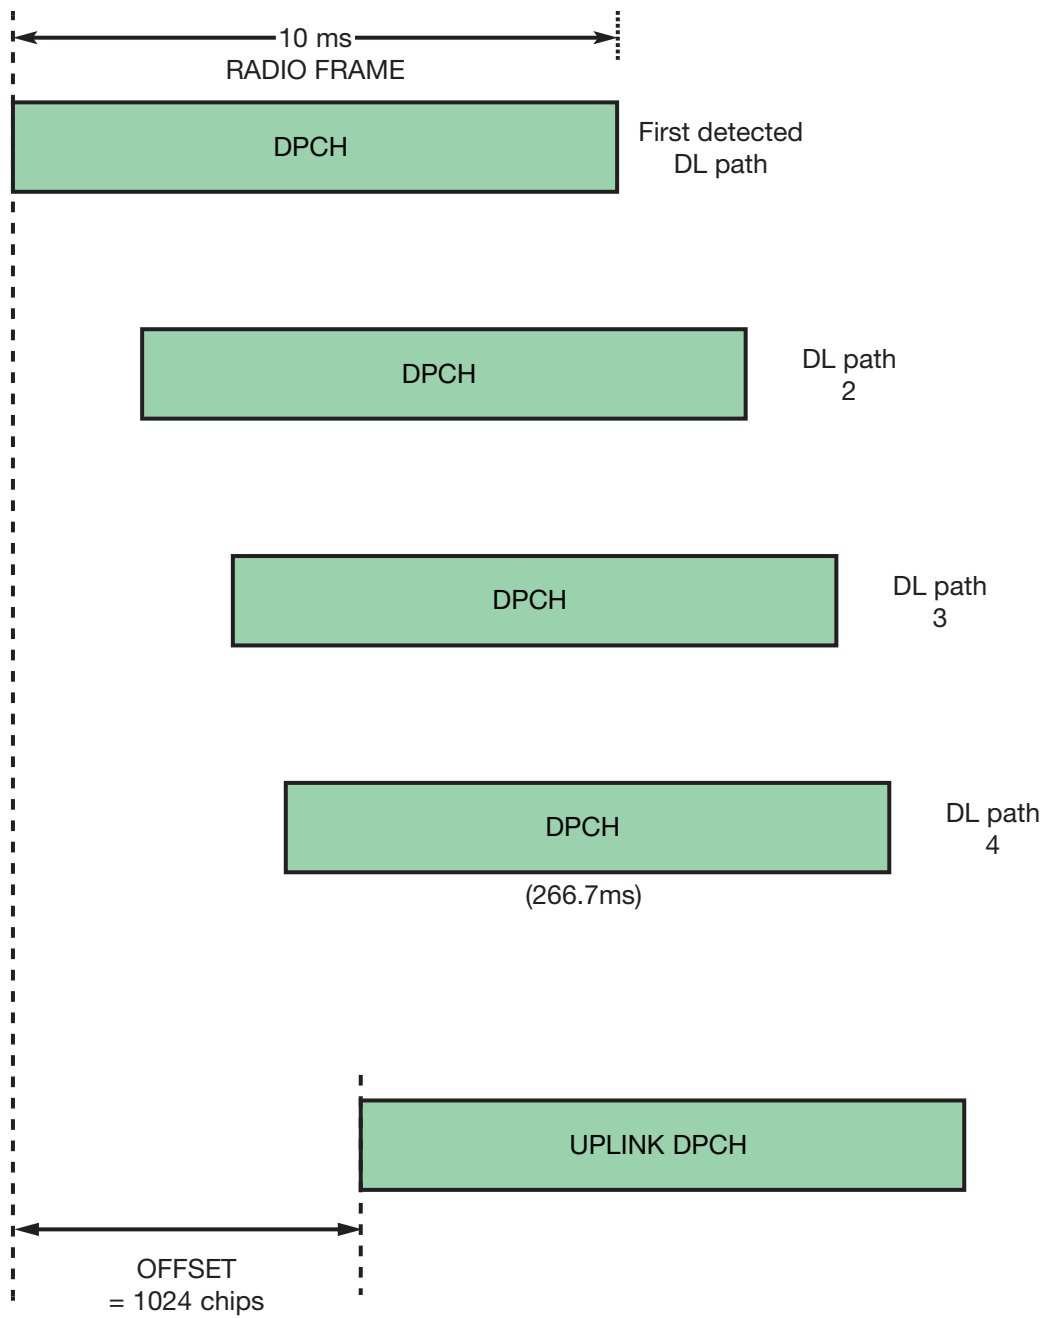 10 ms
RADIO FRAME
DPCH
First detected
DL path
DPCH
DL path
2
DPCH
DL path
3
DPCH
DL path
4
(266.7ms)
UPLINK DPCH
OFFSET
= 1024 chips